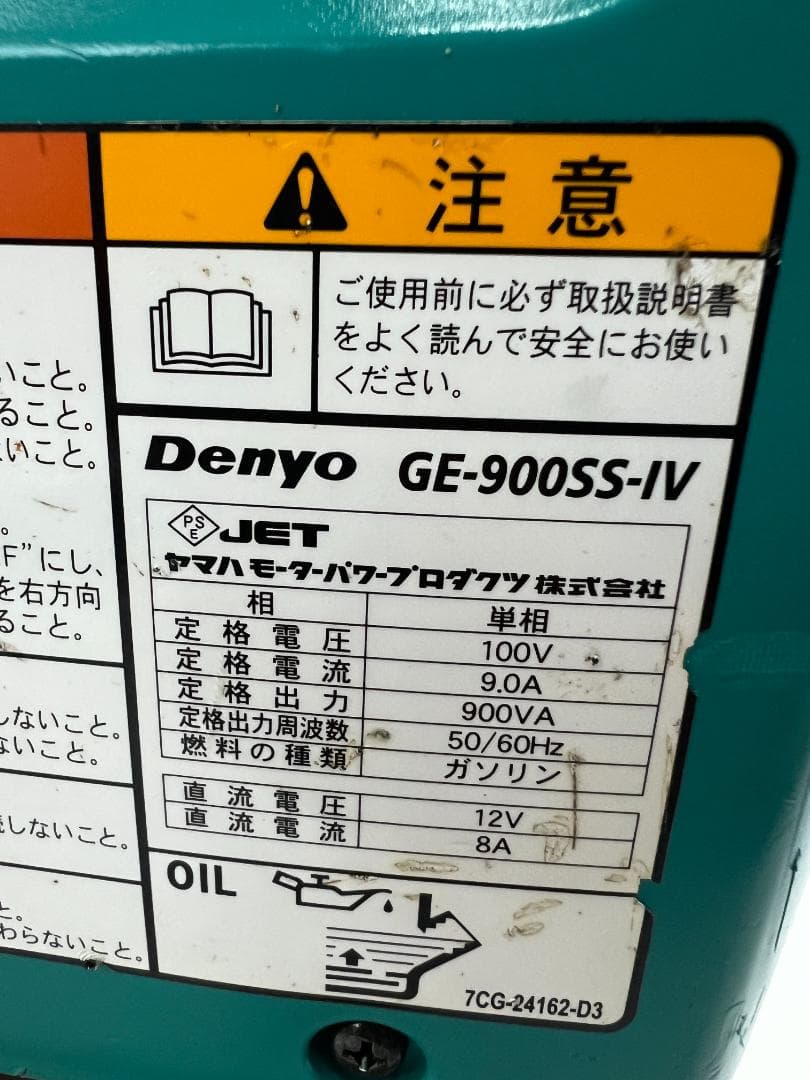 注意
ご使用前に必ず取扱説明書
をよく読んで安全にお使い
ください。
いこと。
ること。
いこと。
。
F”にし、
を右方向
ること。
しないこと。
ないこと。
しないこと。
と。
わらないこと。
Denyo GE-900SS-IV
PS E JET
ヤマハモーターパワープロダクツ株式会社
相 単相
定格電圧 100V
定格電流 9.0A
定格出力 900VA
定格出力周波数 50/60Hz
燃料の種類 ガソリン
直流電圧 12V
直流電流 8A
OIL
7CG-24162-D3